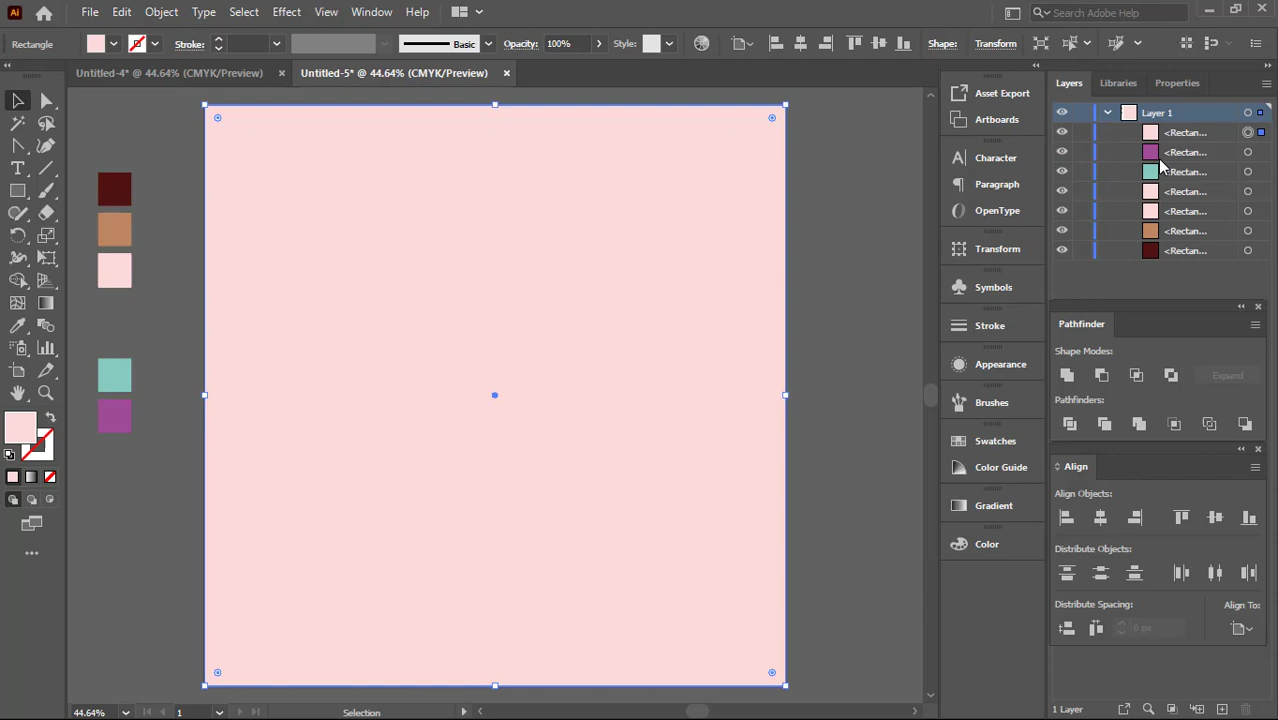 Ai File Edit Object Type Select Effect View Window Help Search Adobe Help
Rectangle Stroke: Basic Opacity: 100% Style: Shape: Transform
Untitled-4* @ 44.64% (CMYK/Preview) Untitled-5* @ 44.64% (CMYK/Preview)
Asset Export
Artboards
Character
Paragraph
OpenType
Transform
Symbols
Stroke
Appearance
Brushes
Swatches
Color Guide
Gradient
Color
Layers Libraries Properties
Layer 1
<Rectan...
<Rectan...
<Rectan...
<Rectan...
<Rectan...
<Rectan...
<Rectan...
Pathfinder
Shape Modes:
Expand
Pathfinders:
Align
Align Objects:
Distribute Objects:
Distribute Spacing: Align To:
0 px
44.64% 1 Selection
1 Layer